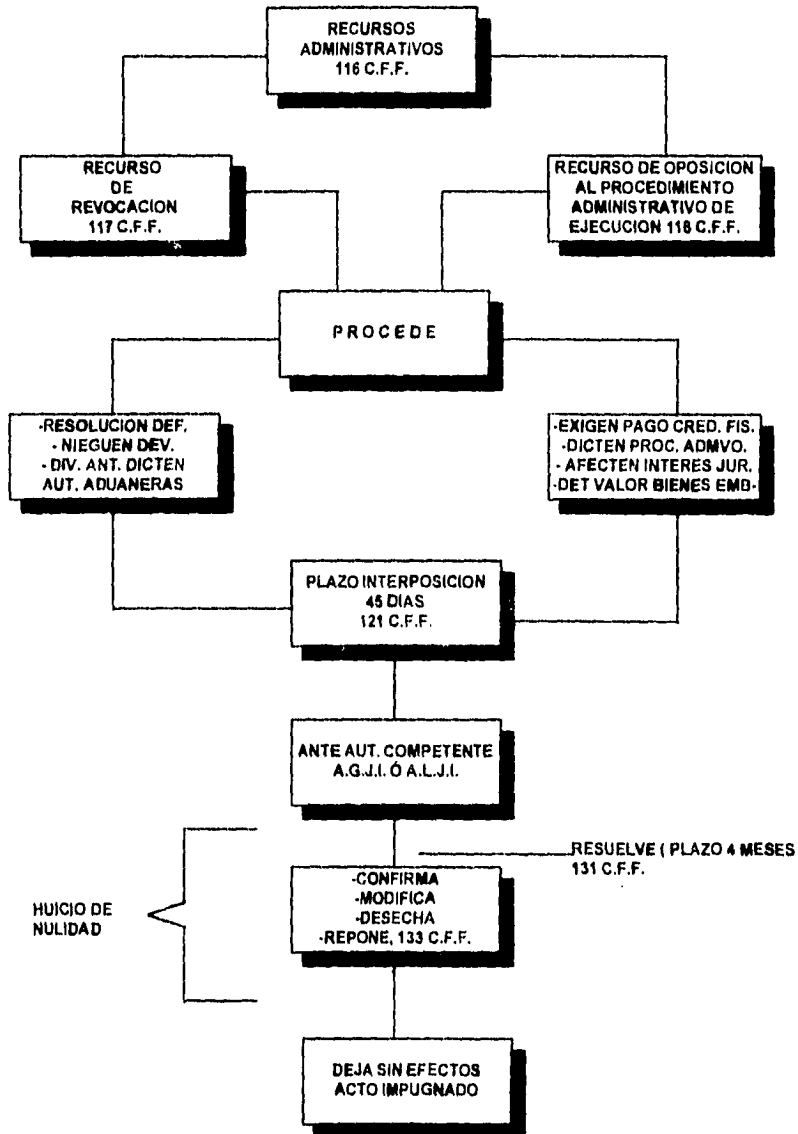 RECURSOS
ADMINISTRATIVOS
116 C.F.F.
RECURSO
DE
REVOCACION
117 C.F.F.
RECURSO DE OPOSICION
AL PROCEDIMIENTO
ADMINISTRATIVO DE
EJECUCION 118 C.F.F.
PROCEDE
-RESOLUCION DEF.
- NIEGUEN DEV.
- DIV. ANT. DICTEN
AUT. ADUANERAS
-EXIGEN PAGO CRED. FIS.
-DICTEN PROC. ADMVO.
- AFECTEN INTERES JUR.
-DET VALOR BIENES EMB-
PLAZO INTERPOSICION
45 DIAS
121 C.F.F.
ANTE AUT. COMPETENTE
A.G.J.I. Ó A.L.J.I.
RESUELVE ( PLAZO 4 MESES
131 C.F.F.
-CONFIRMA
-MODIFICA
-DESECHA
-REPONE, 133 C.F.F.
HUICIO DE
NULIDAD
DEJA SIN EFECTOS
ACTO IMPUGNADO